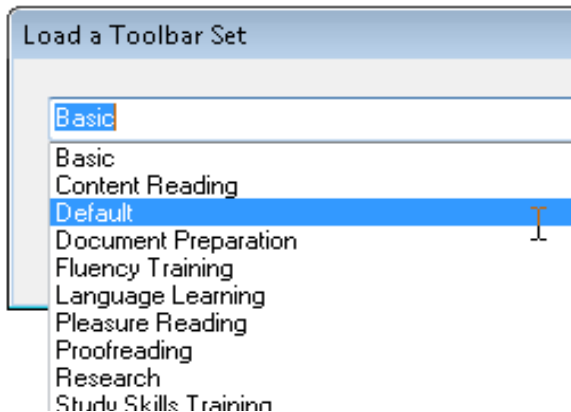 Load a Toolbar Set
Basic
Basic
Content Reading
Default
Document Preparation
Fluency Training
Language Learning
Pleasure Reading
Proofreading
Research
Study Skills Training